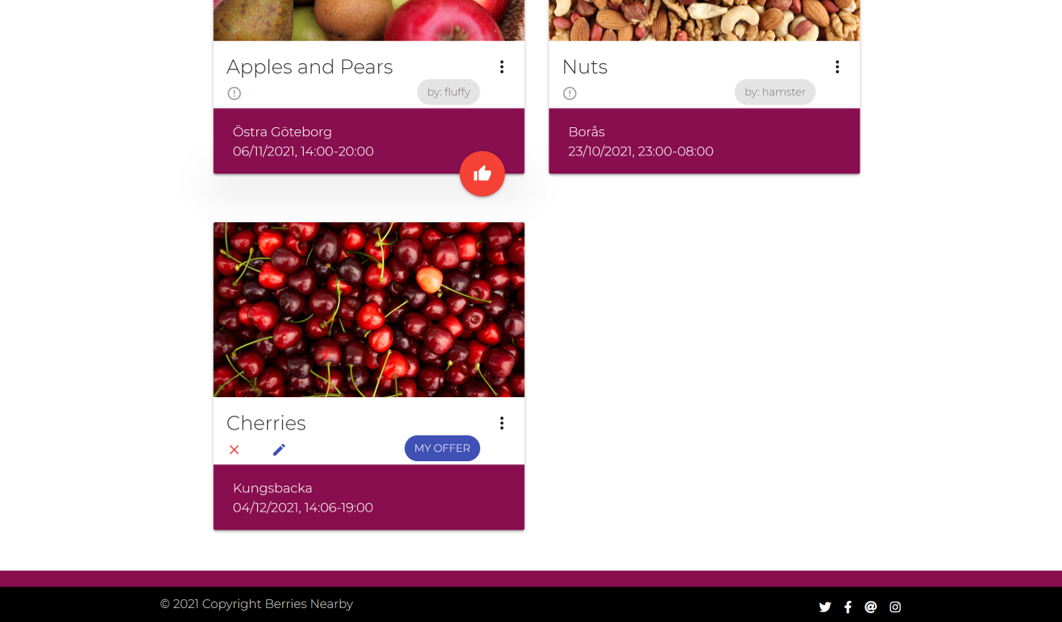 Apples and Pears
by: fluffy
Östra Göteborg
06/11/2021, 14:00-20:00
Nuts
by: hamster
Borås
23/10/2021, 23:00-08:00
Cherries
MY OFFER
Kungsbacka
04/12/2021, 14:06-19:00
© 2021 Copyright Berries Nearby